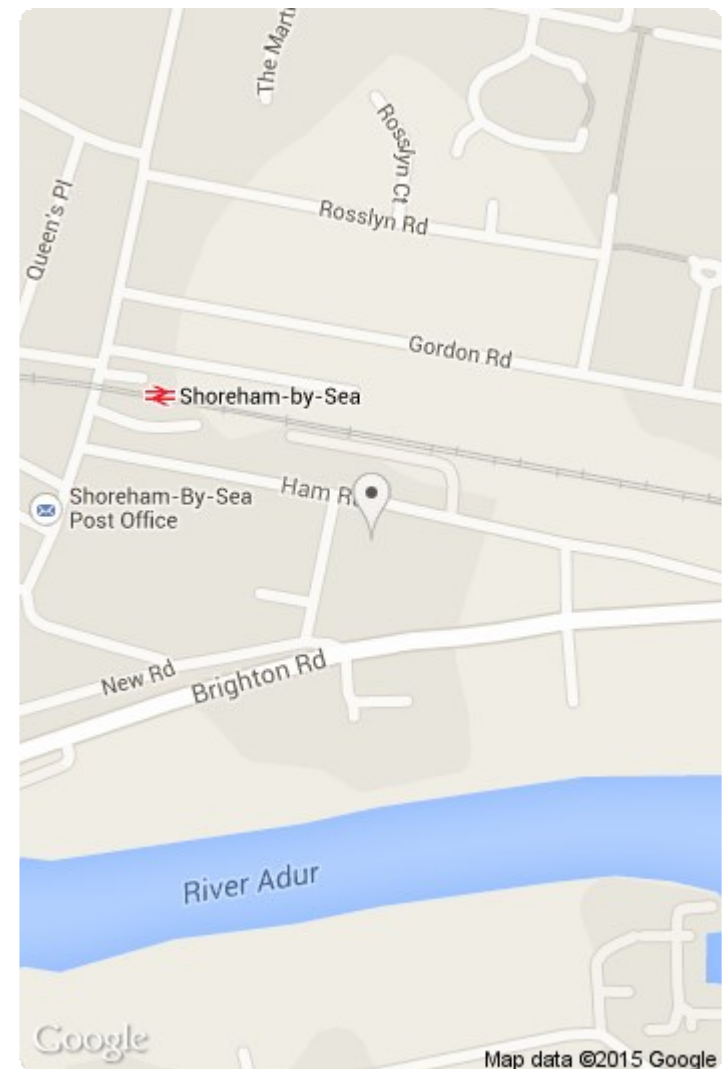 The Marti
Rosslyn Ct
Queen's Pl
Rosslyn Rd
Gordon Rd
Shoreham-by-Sea
Ham R
Shoreham-By-Sea
Post Office
New Rd
Brighton Rd
River Adur
Google
Map data ©2015 Google